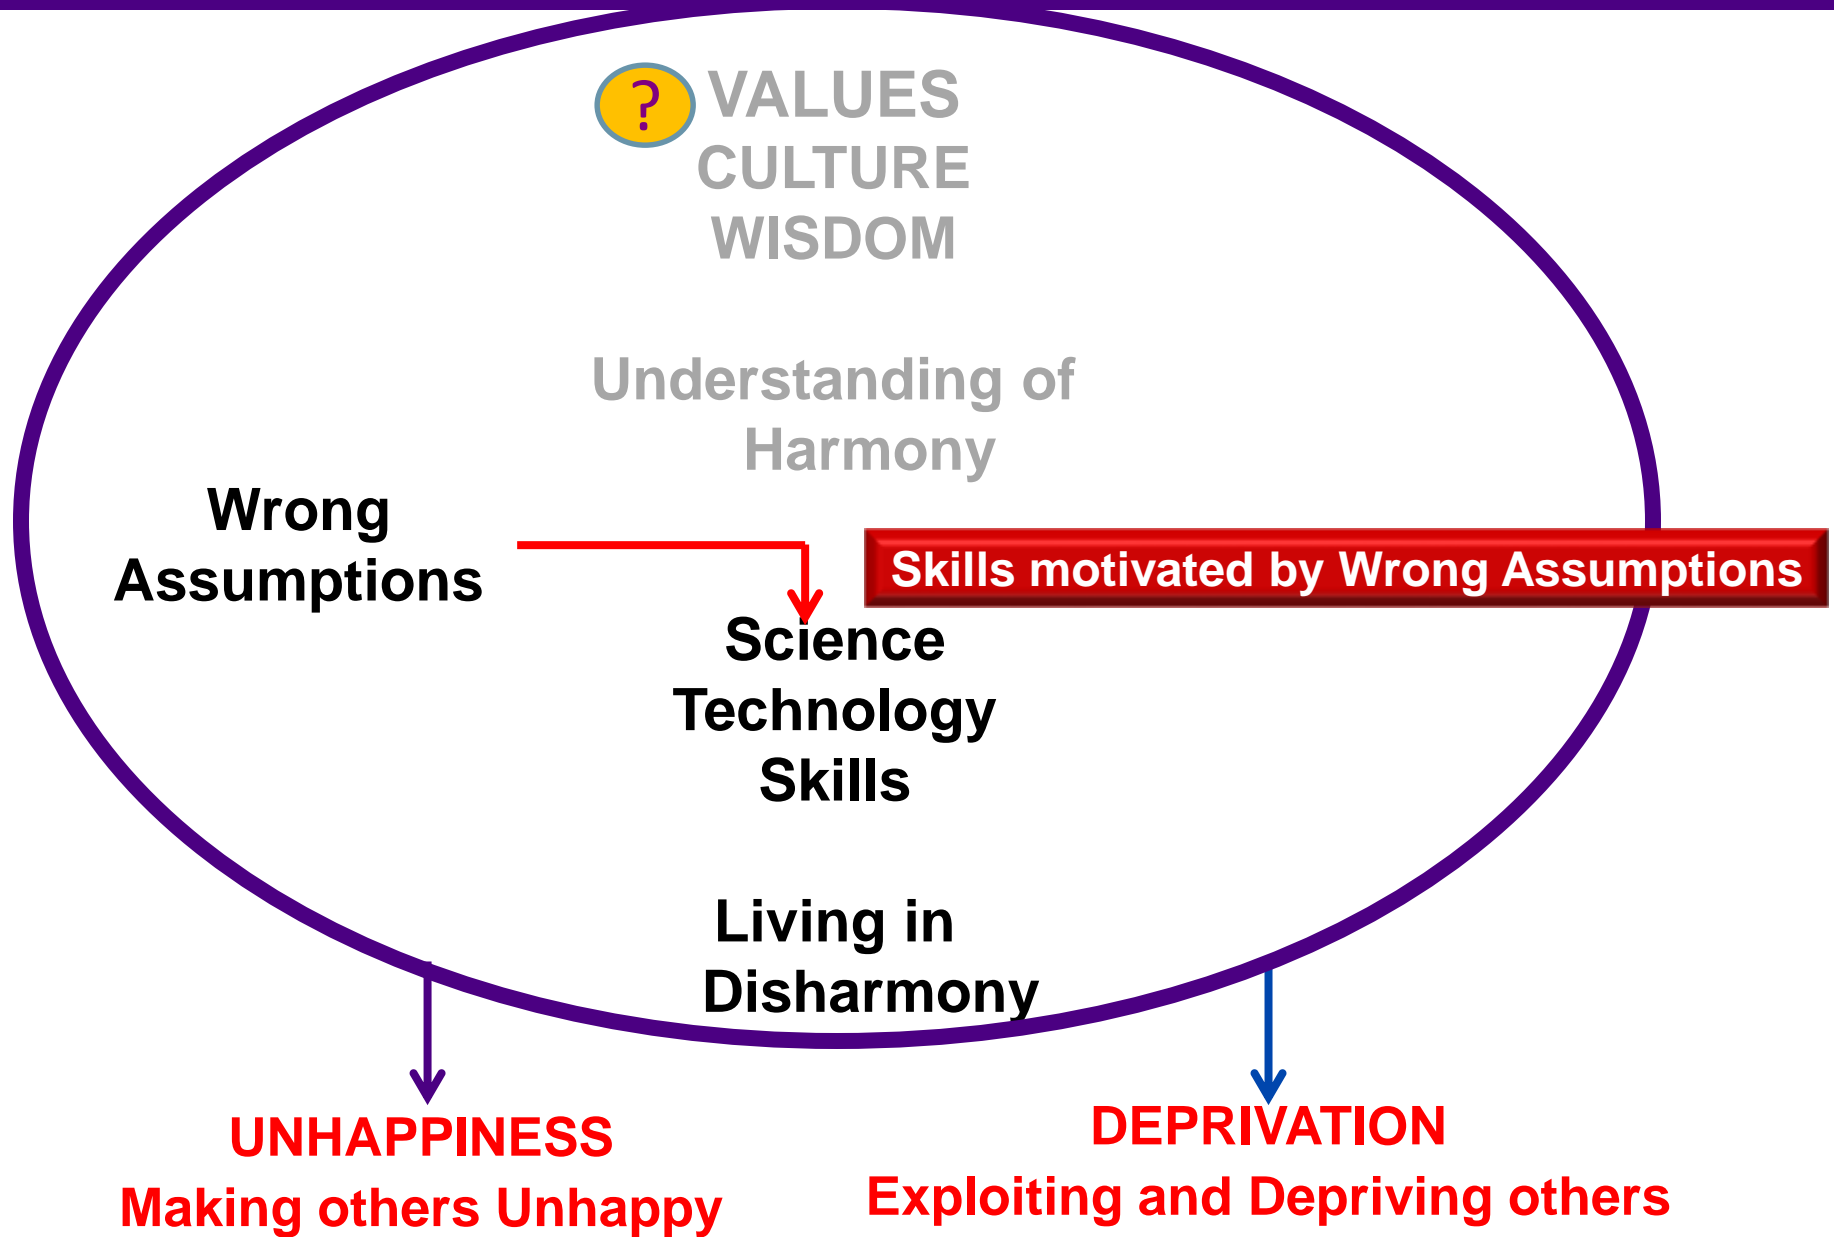 ?
VALUES
CULTURE
WISDOM
Understanding of
Harmony
Wrong
Assumptions
Skills motivated by Wrong Assumptions
Science
Technology
Skills
Living in
Disharmony
UNHAPPINESS
Making others Unhappy
DEPRIVATION
Exploiting and Depriving others